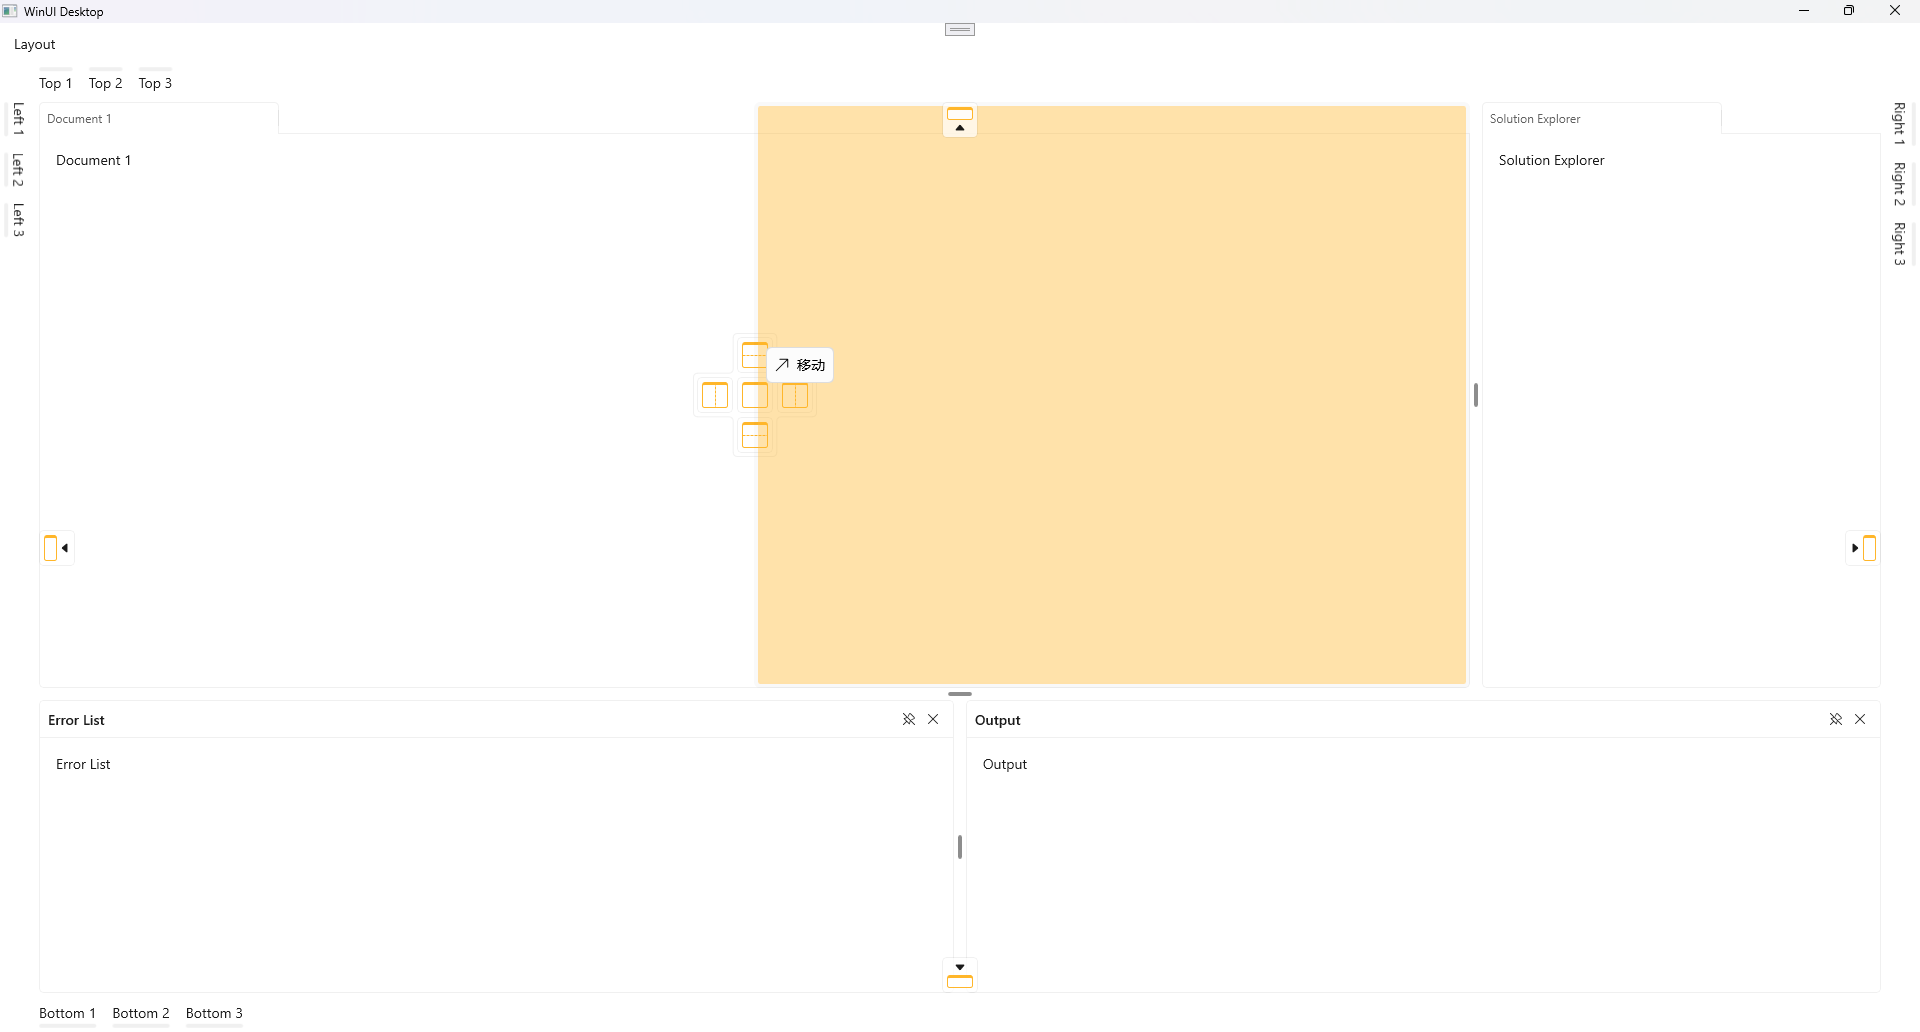 WinUI Desktop
Layout
Top 1 Top 2 Top 3
Left 1
Left 2
Left 3
Document 1
Document 1
移动
Solution Explorer
Solution Explorer
Right 1
Right 2
Right 3
Error List
Error List
Output
Output
Bottom 1 Bottom 2 Bottom 3